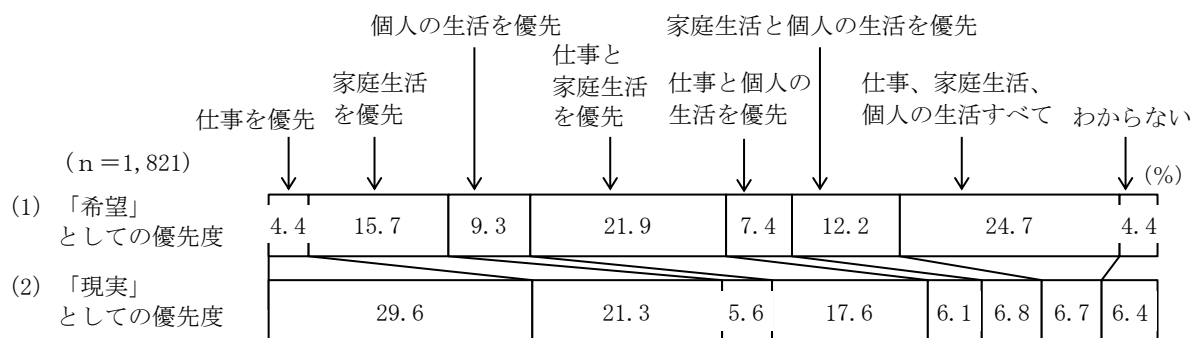 個人の生活を優先
家庭生活と個人の生活を優先
仕事と
家庭生活
を優先
家庭生活
を優先
仕事と個人の
生活を優先
仕事、家庭生活、
個人の生活すべて
仕事を優先
わからない
(n=1,821)
(%)
(1) 「希望」
としての優先度
4.4 15.7 9.3 21.9 7.4 12.2 24.7 4.4
(2) 「現実」
としての優先度
29.6 21.3 5.6 17.6 6.1 6.8 6.7 6.4